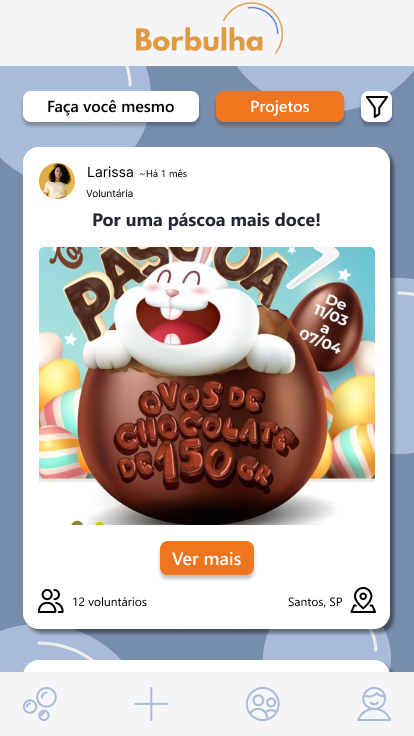 Borbulha
Faça você mesmo
Projetos
Larissa ~Há 1 mês
Voluntária
Por uma páscoa mais doce!
PÁSCOA
De
11/03
a
07/04
OVOS DE
CHOCOLATE
DE 150 GR
Ver mais
12 voluntários
Santos, SP